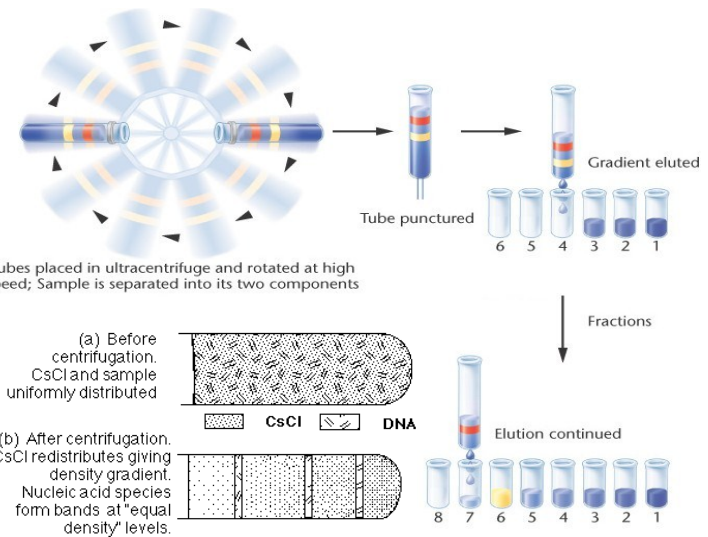 Tube punctured
Gradient eluted
6 5 4 3 2 1
ubes placed in ultracentrifuge and rotated at high
peed; Sample is separated into its two components
Fractions
(a) Before
centrifugation.
CsCl and sample
uniformly distributed
CsCl DNA
(b) After centrifugation.
CsCl redistributes giving
density gradient.
Nucleic acid species
form bands at "equal
density" levels.
Elution continued
8 7 6 5 4 3 2 1